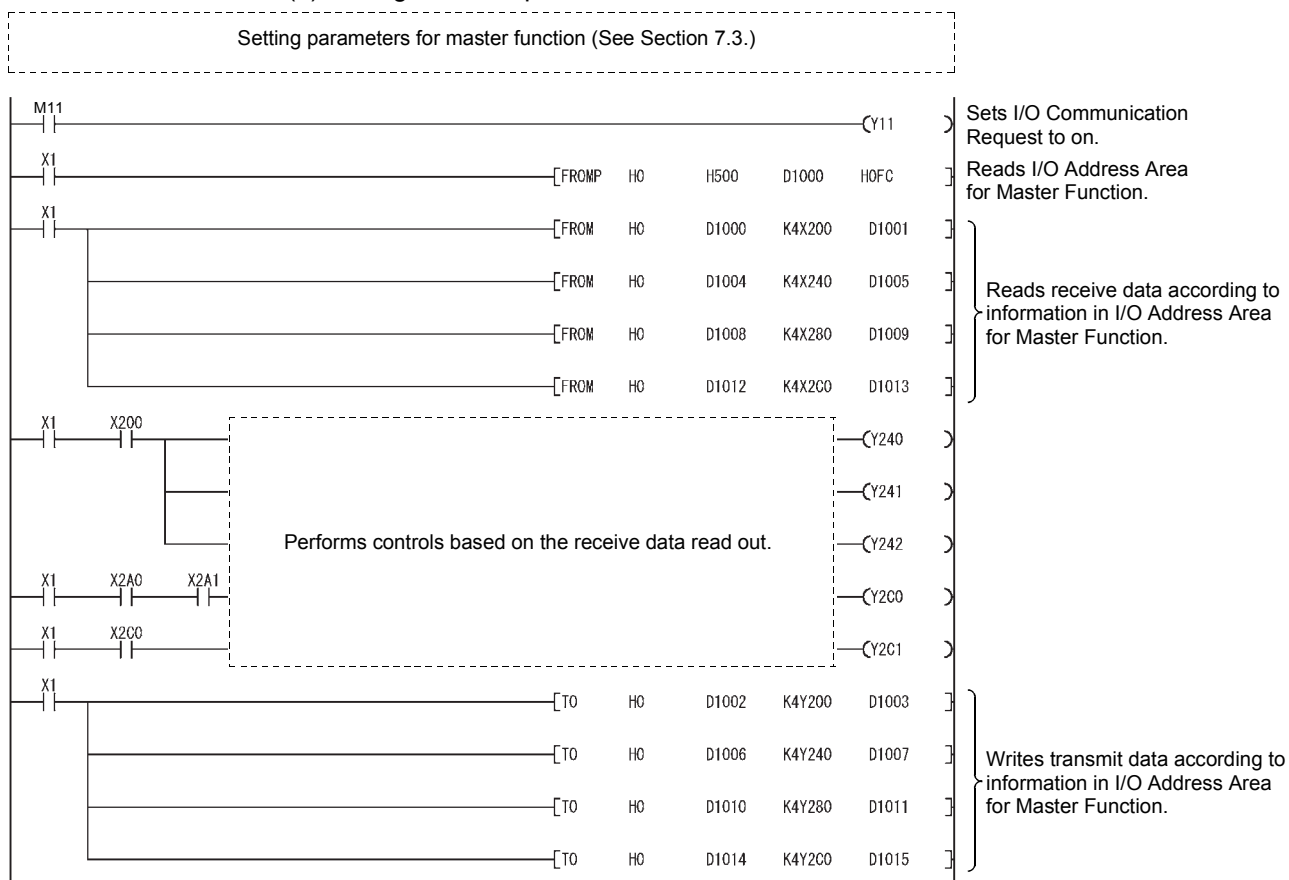 Setting parameters for master function (See Section 7.3.)
M11
Y11
Sets I/O Communication
Request to on.
X1
FROMP H0 H500 D1000 H0FC
Reads I/O Address Area
for Master Function.
X1
FROM H0 D1000 K4X200 D1001
FROM H0 D1004 K4X240 D1005
FROM H0 D1008 K4X280 D1009
FROM H0 D1012 K4X2C0 D1013
Reads receive data according to
information in I/O Address Area
for Master Function.
X1 X200
Y240
Y241
Y242
Performs controls based on the receive data read out.
X1 X2A0 X2A1
Y2C0
X1 X2C0
Y2C1
X1
TO H0 D1002 K4Y200 D1003
TO H0 D1006 K4Y240 D1007
TO H0 D1010 K4Y280 D1011
TO H0 D1014 K4Y2C0 D1015
Writes transmit data according to
information in I/O Address Area
for Master Function.